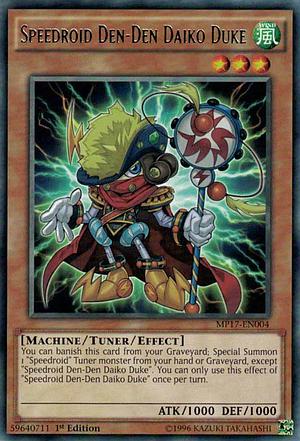 Speedroid Den-Den Daiko Duke
WIND
風
MP17-EN004
[Machine/Tuner/Effect]
You can banish this card from your Graveyard; Special Summon
1 "Speedroid" Tuner monster from your hand or Graveyard, except
"Speedroid Den-Den Daiko Duke". You can only use this effect of
"Speedroid Den-Den Daiko Duke" once per turn.
ATK/1000 DEF/1000
59640711 1st Edition ©1996 KAZUKI TAKAHASHI